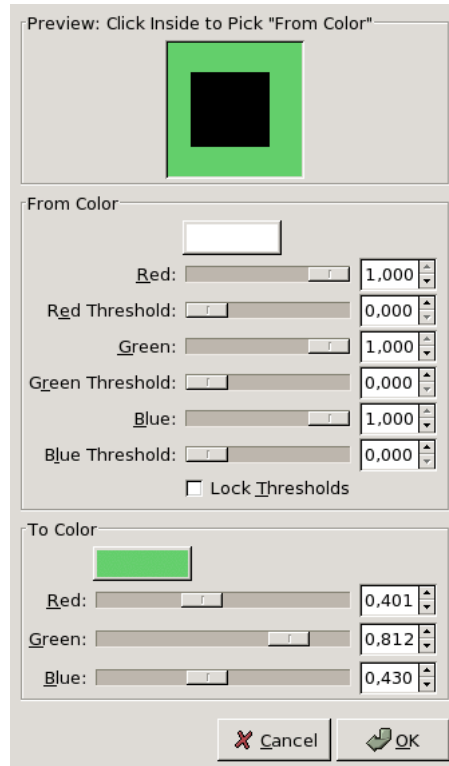 Preview: Click Inside to Pick "From Color"
From Color
Red: 1,000
Red Threshold: 0,000
Green: 1,000
Green Threshold: 0,000
Blue: 1,000
Blue Threshold: 0,000
Lock Thresholds
To Color
Red: 0,401
Green: 0,812
Blue: 0,430
Cancel OK